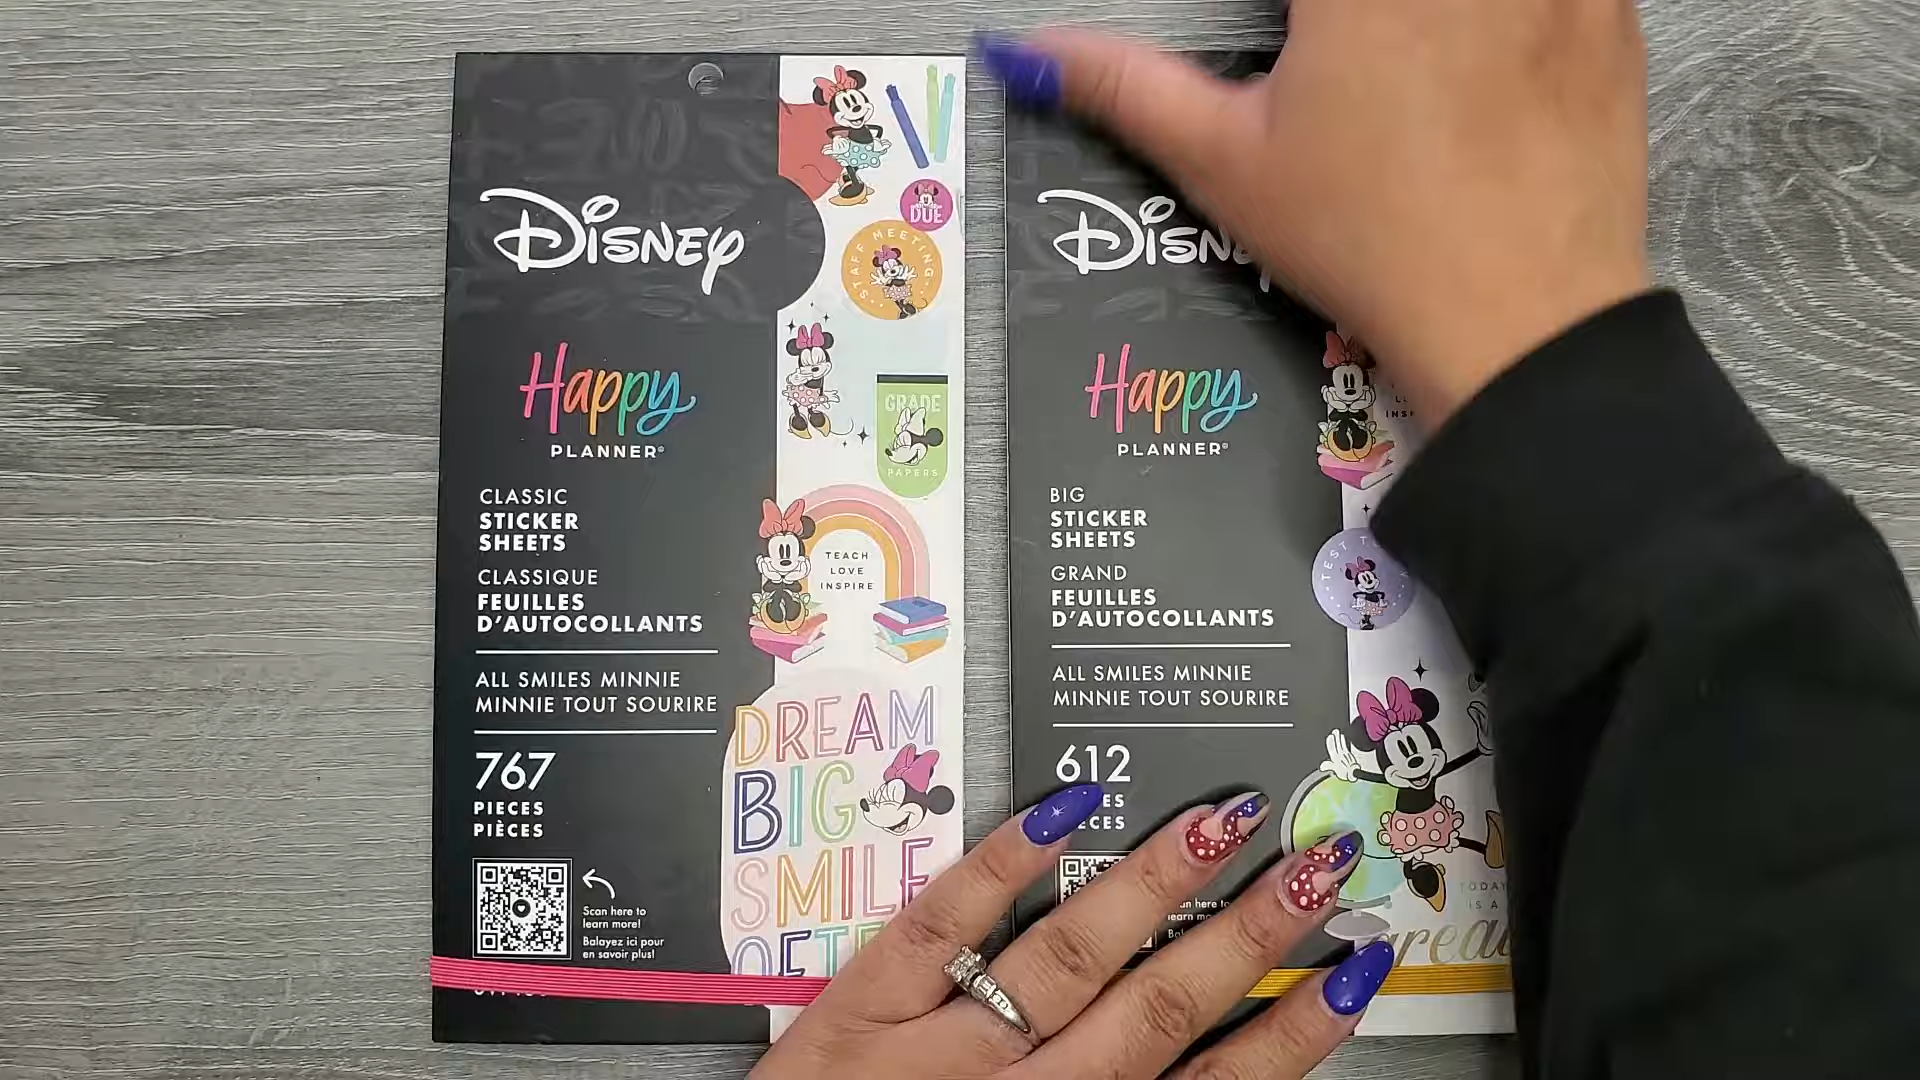 DISNEY
Happy
PLANNER®
CLASSIC
STICKER
SHEETS
CLASSIQUE
FEUILLES
D'AUTOCOLLANTS
ALL SMILES MINNIE
MINNIE TOUT SOURIRE
767
PIECES
PIÈCES
Scan here to
learn more!
Balayez ici pour
en savoir plus!
DUE
STAFF MEETING
GRADE
PAPERS
TEACH
LOVE
INSPIRE
DREAM
BIG
SMILE
Happy
PLANNER®
BIG
STICKER
SHEETS
GRAND
FEUILLES
D'AUTOCOLLANTS
ALL SMILES MINNIE
MINNIE TOUT SOURIRE
612
learn
TEST
TODAY
IS A